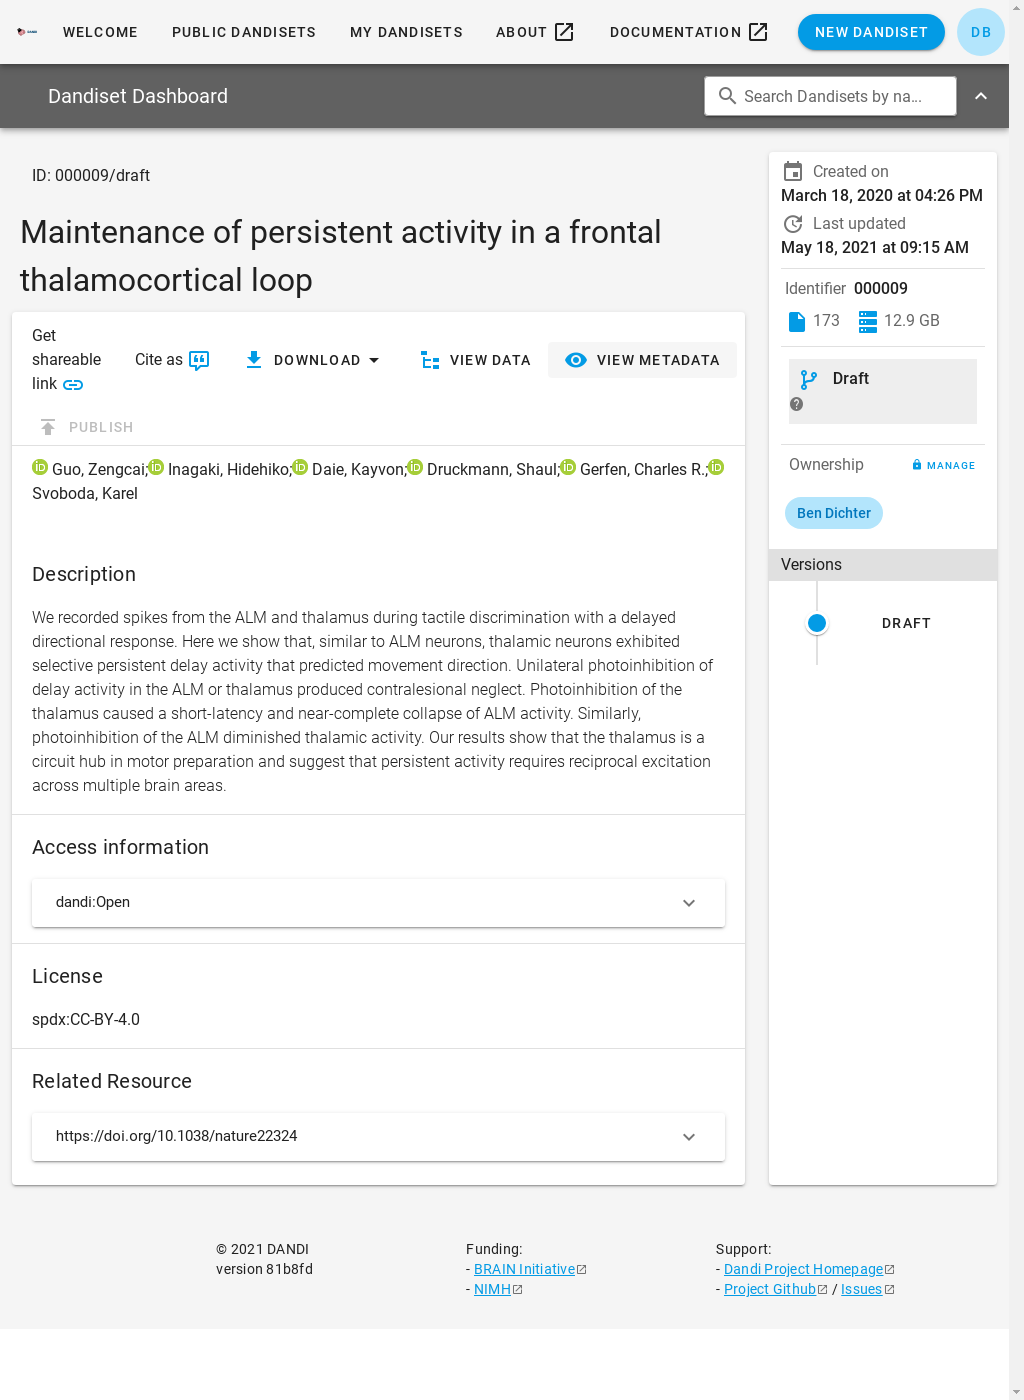 WELCOME PUBLIC DANDISETS MY DANDISETS ABOUT DOCUMENTATION NEW DANDISET DB
Dandiset Dashboard Search Dandisets by na...
ID: 000009/draft
Maintenance of persistent activity in a frontal
thalamocortical loop
Get
shareable
link
Cite as DOWNLOAD VIEW DATA VIEW METADATA
PUBLISH
Guo, Zengcai; Inagaki, Hidehiko; Daie, Kayvon; Druckmann, Shaul; Gerfen, Charles R.;
Svoboda, Karel
Description
We recorded spikes from the ALM and thalamus during tactile discrimination with a delayed
directional response. Here we show that, similar to ALM neurons, thalamic neurons exhibited
selective persistent delay activity that predicted movement direction. Unilateral photoinhibition of
delay activity in the ALM or thalamus produced contralesional neglect. Photoinhibition of the
thalamus caused a short-latency and near-complete collapse of ALM activity. Similarly,
photoinhibition of the ALM diminished thalamic activity. Our results show that the thalamus is a
circuit hub in motor preparation and suggest that persistent activity requires reciprocal excitation
across multiple brain areas.
Access information
dandi:Open
License
spdx:CC-BY-4.0
Related Resource
https://doi.org/10.1038/nature22324
Created on
March 18, 2020 at 04:26 PM
Last updated
May 18, 2021 at 09:15 AM
Identifier 000009
173 12.9 GB
Draft
Ownership MANAGE
Ben Dichter
Versions
DRAFT
© 2021 DANDI
version 81b8fd
Funding:
- BRAIN Initiative
- NIMH
Support:
- Dandi Project Homepage
- Project Github / Issues